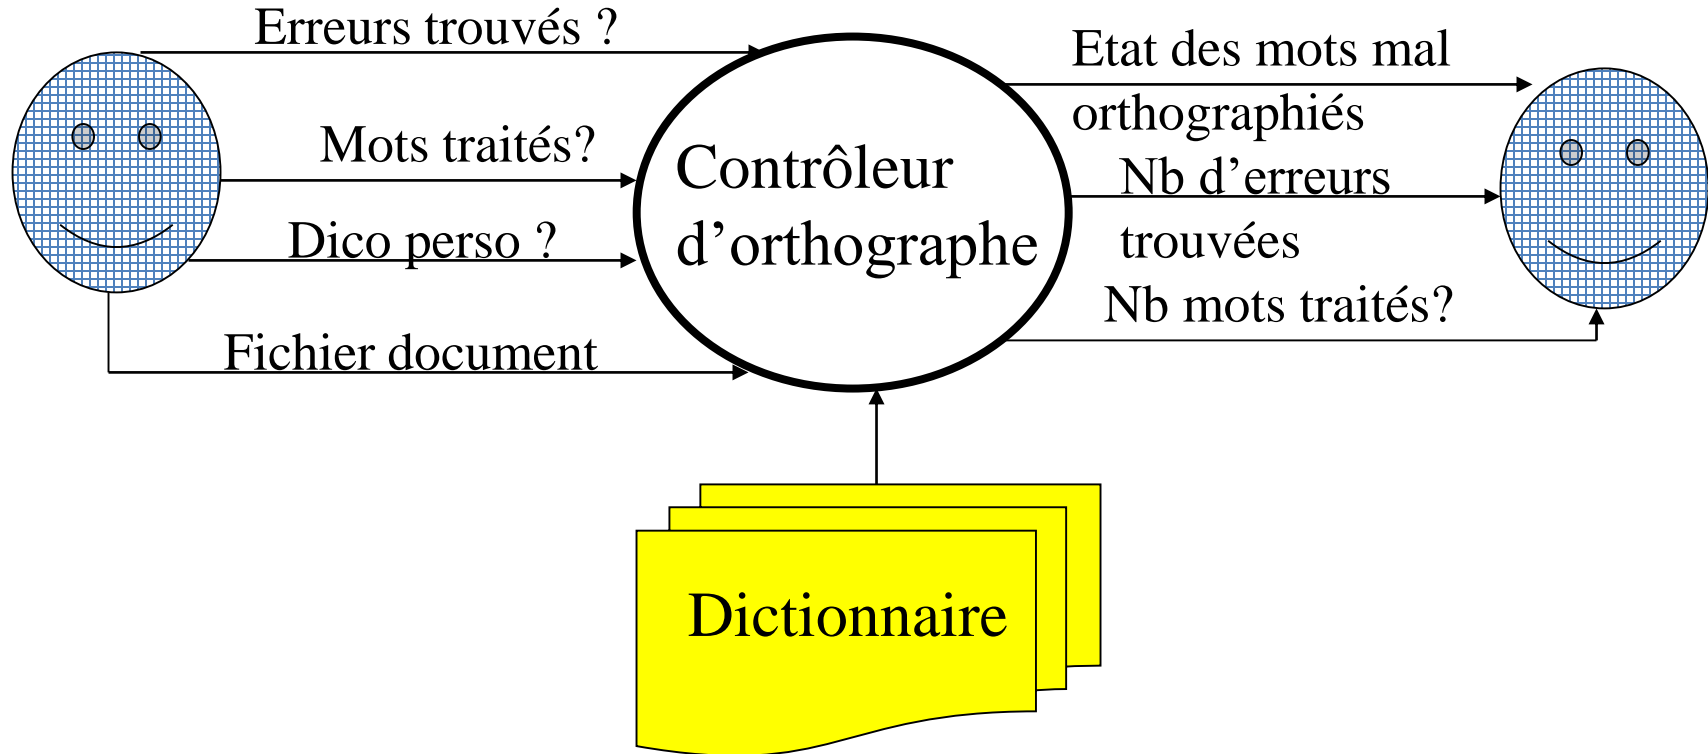 Erreurs trouvés ?
Mots traités?
Dico perso ?
Fichier document
Contrôleur
d’orthographe
Etat des mots mal
orthographiés
Nb d’erreurs
trouvées
Nb mots traités?
Dictionnaire